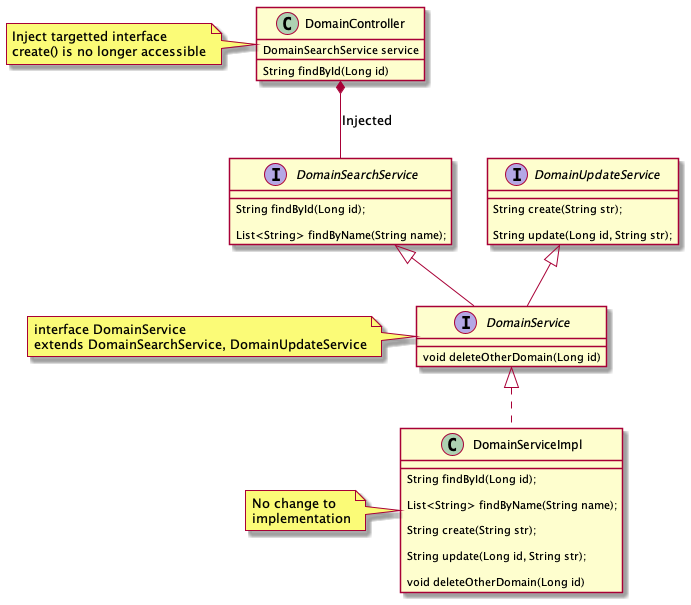 Inject targetted interface
create() is no longer accessible
C DomainController
DomainSearchService service
String findById(Long id)
Injected
I DomainSearchService
String findById(Long id);
List<String> findByName(String name);
I DomainUpdateService
String create(String str);
String update(Long id, String str);
interface DomainService
extends DomainSearchService, DomainUpdateService
I DomainService
void deleteOtherDomain(Long id)
C DomainServiceImpl
String findById(Long id);
List<String> findByName(String name);
String create(String str);
String update(Long id, String str);
void deleteOtherDomain(Long id)
No change to
implementation